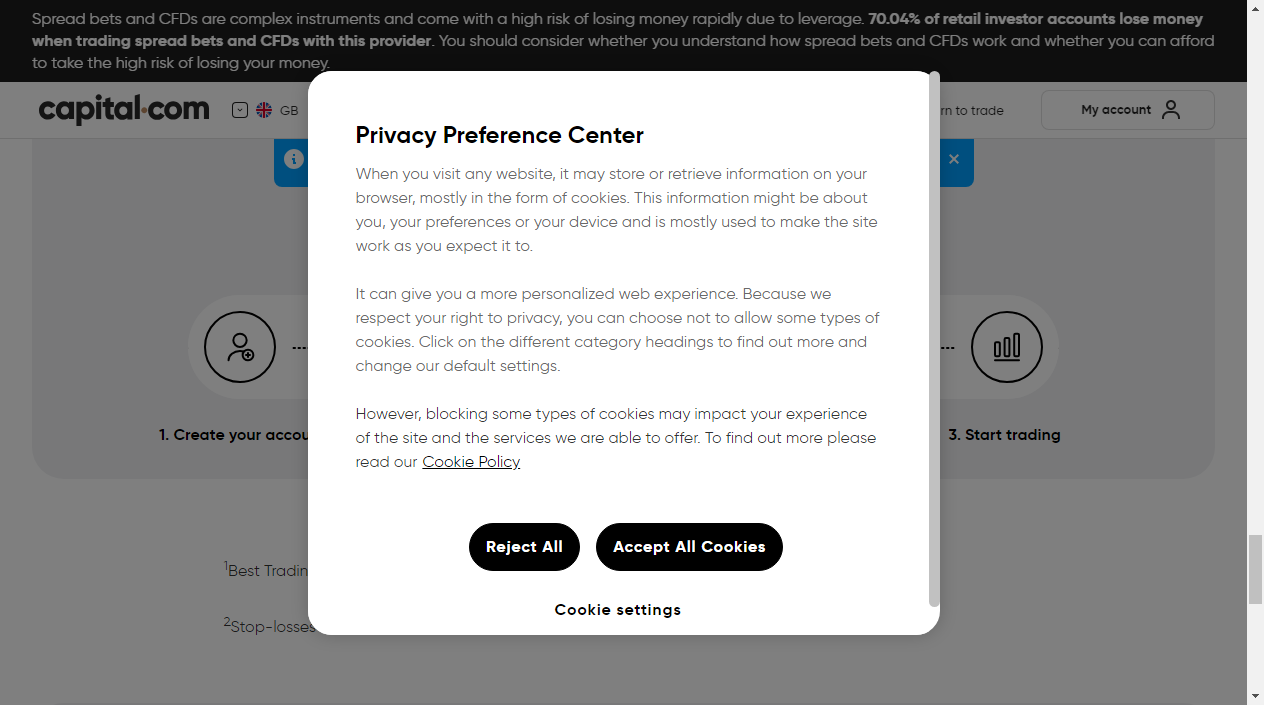 Spread bets and CFDs are complex instruments and come with a high risk of losing money rapidly due to leverage. 70.04% of retail investor accounts lose money
when trading spread bets and CFDs with this provider. You should consider whether you understand how spread bets and CFDs work and whether you can afford
to take the high risk of losing your money.
capital.com
GB
rn to trade
My account
Privacy Preference Center
When you visit any website, it may store or retrieve information on your
browser, mostly in the form of cookies. This information might be about
you, your preferences or your device and is mostly used to make the site
work as you expect it to.
It can give you a more personalized web experience. Because we
respect your right to privacy, you can choose not to allow some types of
cookies. Click on the different category headings to find out more and
change our default settings.
However, blocking some types of cookies may impact your experience
of the site and the services we are able to offer. To find out more please
read our Cookie Policy
1. Create your accou
3. Start trading
Reject All
Accept All Cookies
Cookie settings
1Best Tradin
2Stop-losses